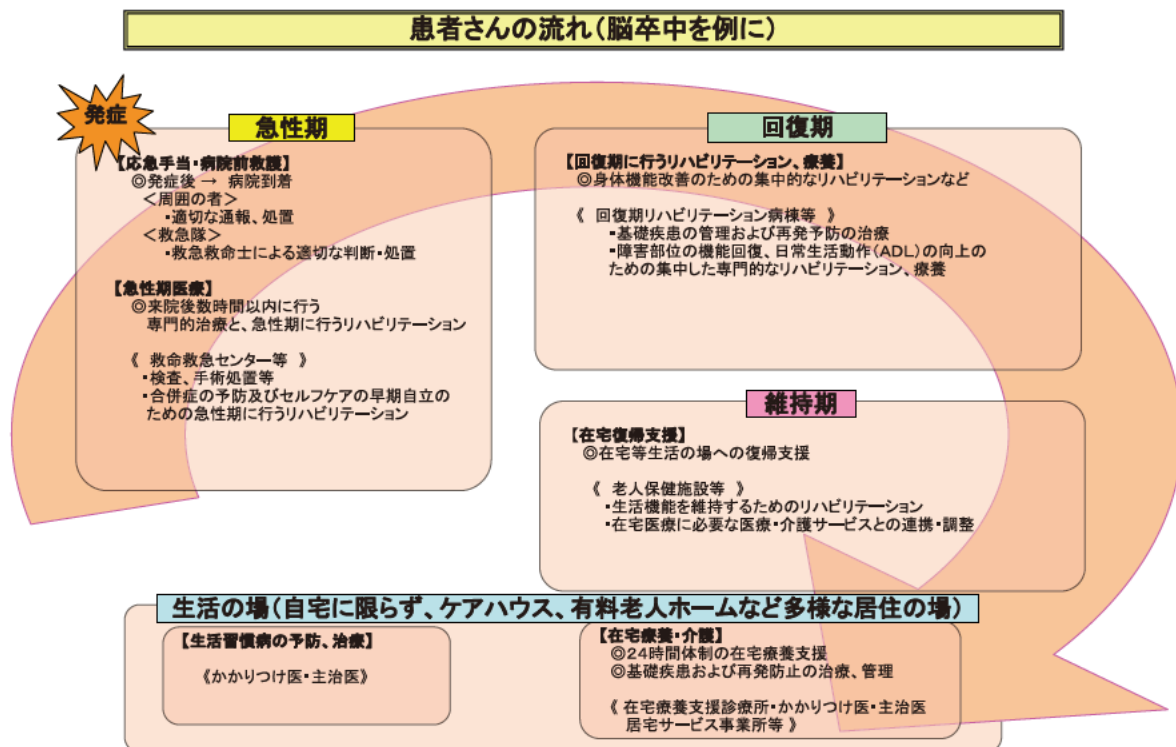 患者さんの流れ(脳卒中を例に)
発症
急性期
【応急手当・病院前救護】
◎発症後 → 病院到着
<周囲の者>
・適切な通報、処置
<救急隊>
・救急救命士による適切な判断・処置
【急性期医療】
◎来院後数時間以内に行う
専門的治療と、急性期に行うリハビリテーション
《 救命救急センター等 》
・検査、手術処置等
・合併症の予防及びセルフケアの早期自立の
ための急性期に行うリハビリテーション
回復期
【回復期に行うリハビリテーション、療養】
◎身体機能改善のための集中的なリハビリテーションなど
《 回復期リハビリテーション病棟等 》
・基礎疾患の管理および再発予防の治療
・障害部位の機能回復、日常生活動作(ADL)の向上の
ための集中した専門的なリハビリテーション、療養
維持期
【在宅復帰支援】
◎在宅等生活の場への復帰支援
《 老人保健施設等 》
・生活機能を維持するためのリハビリテーション
・在宅医療に必要な医療・介護サービスとの連携・調整
生活の場(自宅に限らず、ケアハウス、有料老人ホームなど多様な居住の場)
【生活習慣病の予防、治療】
《かかりつけ医・主治医》
【在宅療養・介護】
◎24時間体制の在宅療養支援
◎基礎疾患および再発防止の治療、管理
《 在宅療養支援診療所・かかりつけ医・主治医
居宅サービス事業所等 》